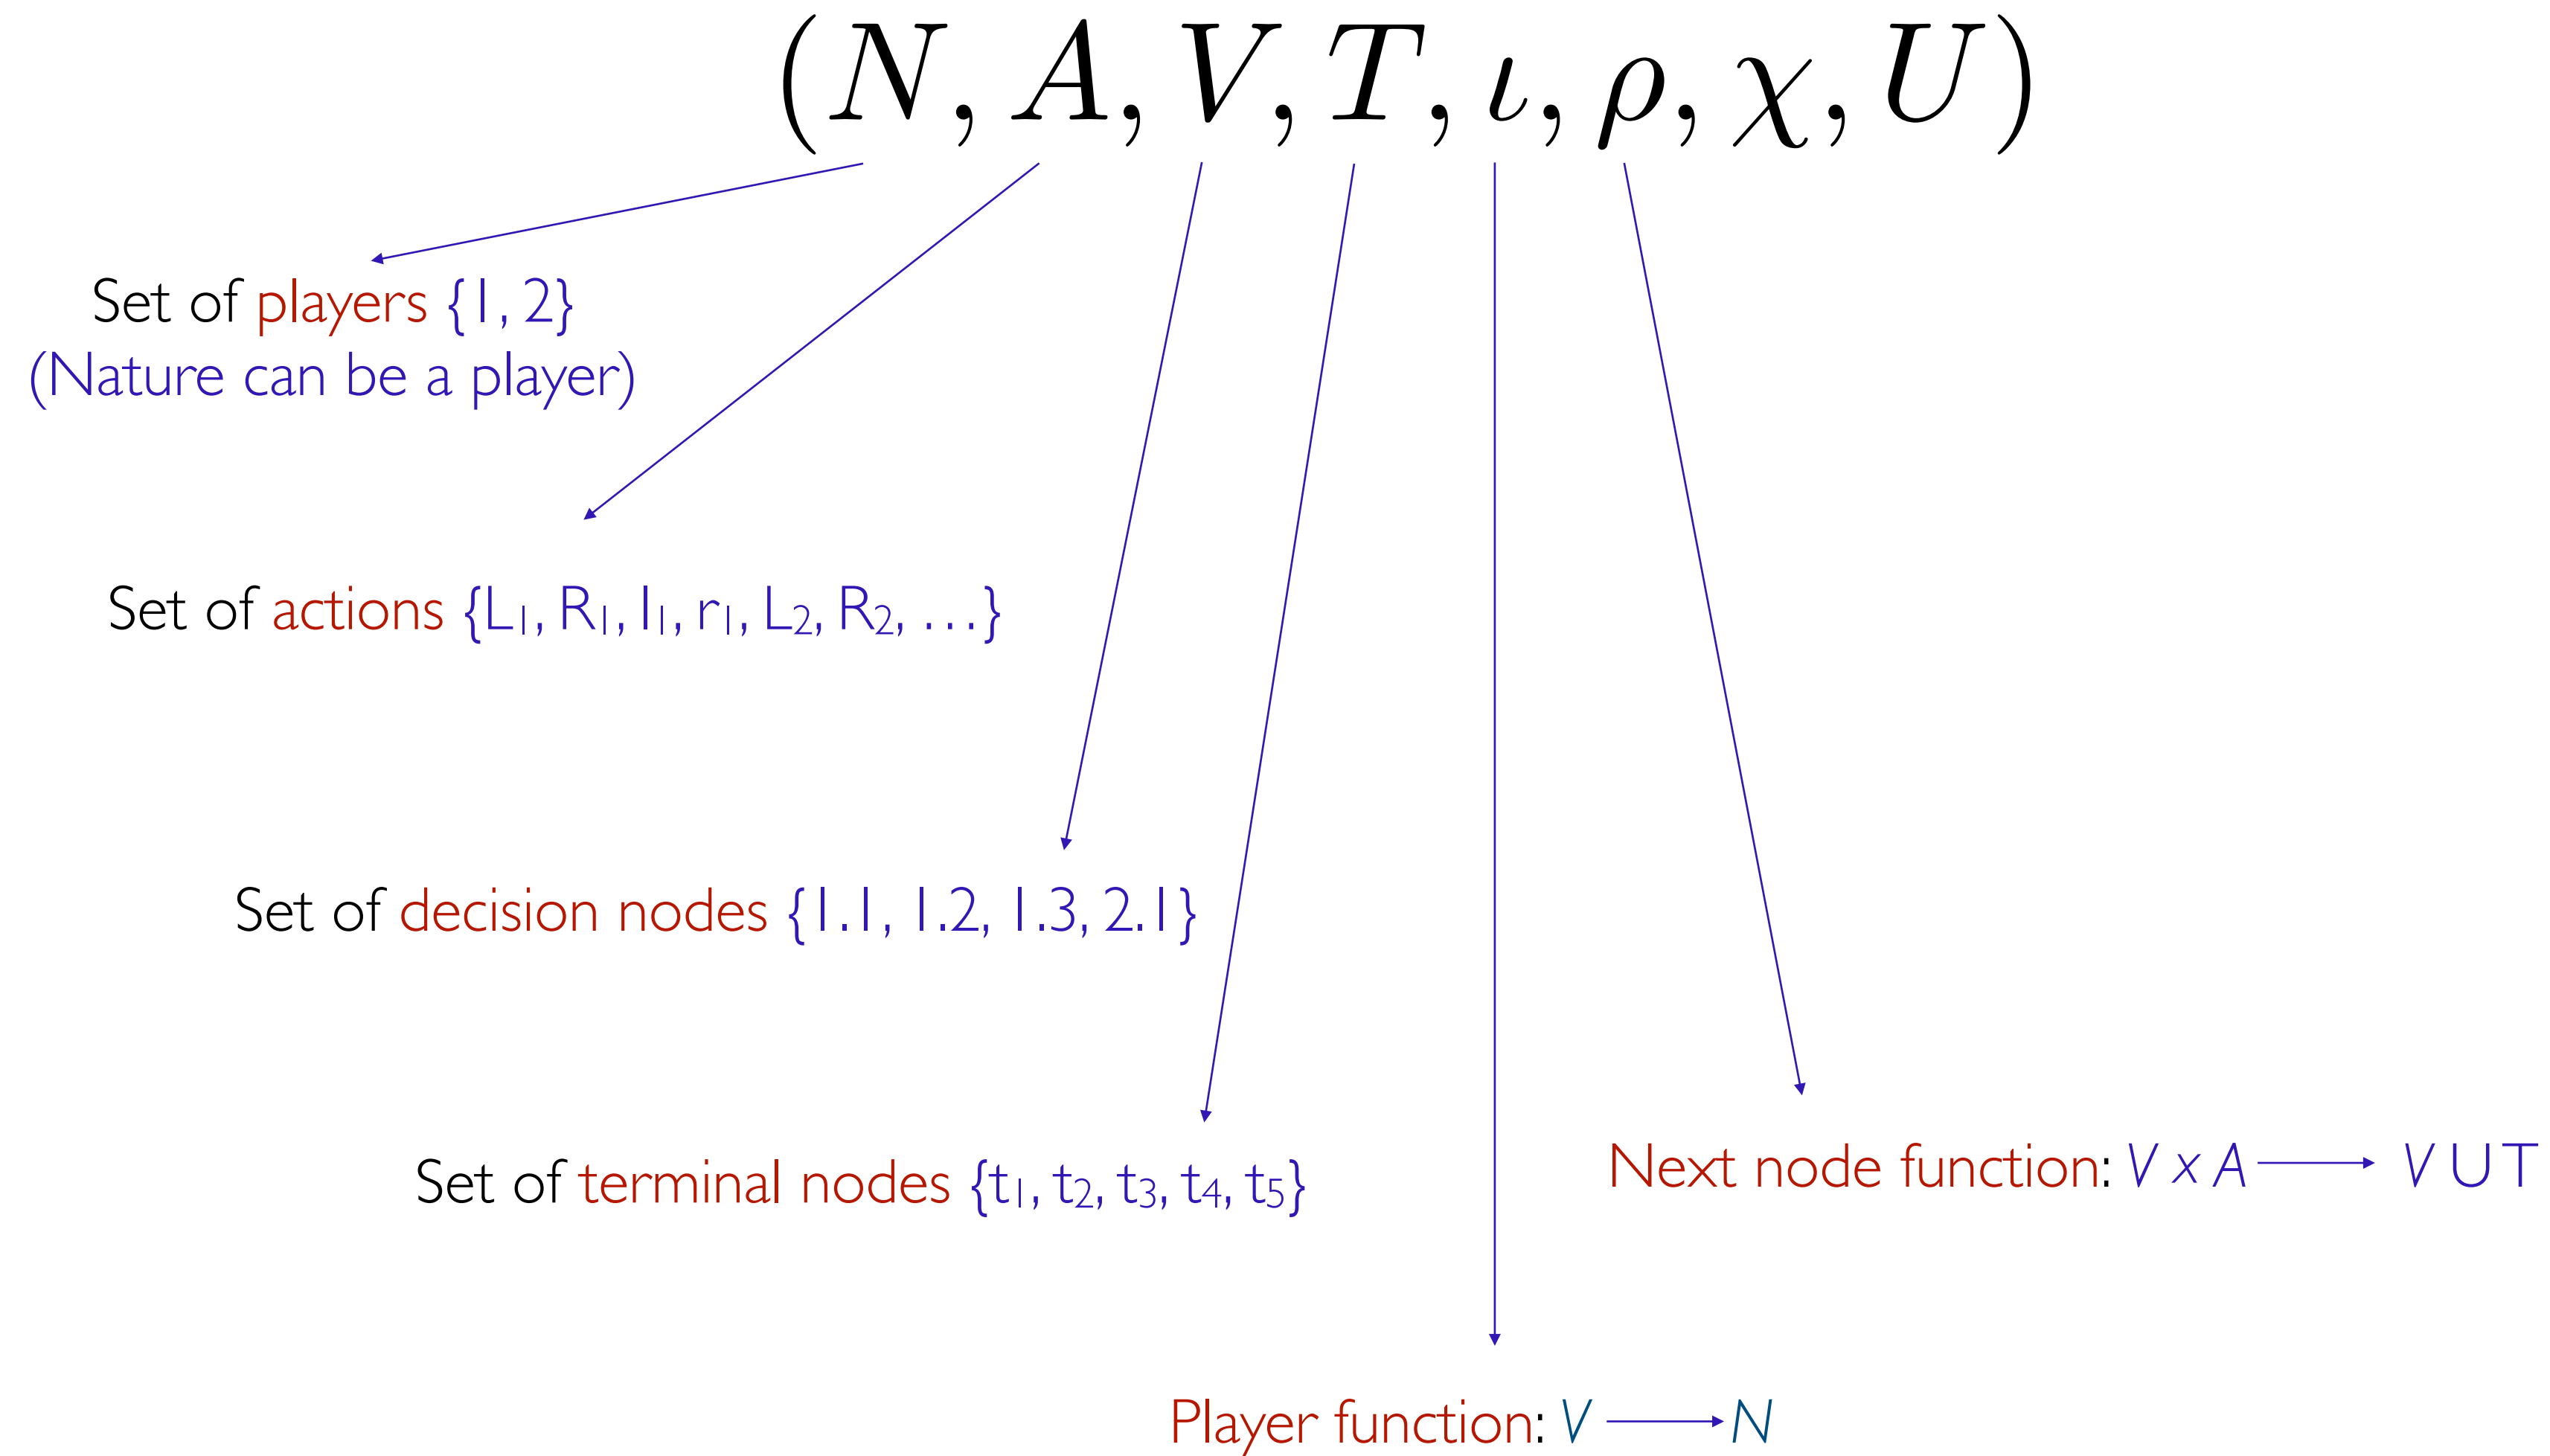 (N, A, V, T, ι, ρ, χ, U)
Set of players {1, 2}
(Nature can be a player)
Set of actions {L₁, R₁, l₁, r₁, L₂, R₂, …}
Set of decision nodes {1.1, 1.2, 1.3, 2.1}
Set of terminal nodes {t₁, t₂, t₃, t₄, t₅}
Next node function: V x A → V U T
Player function: V → N